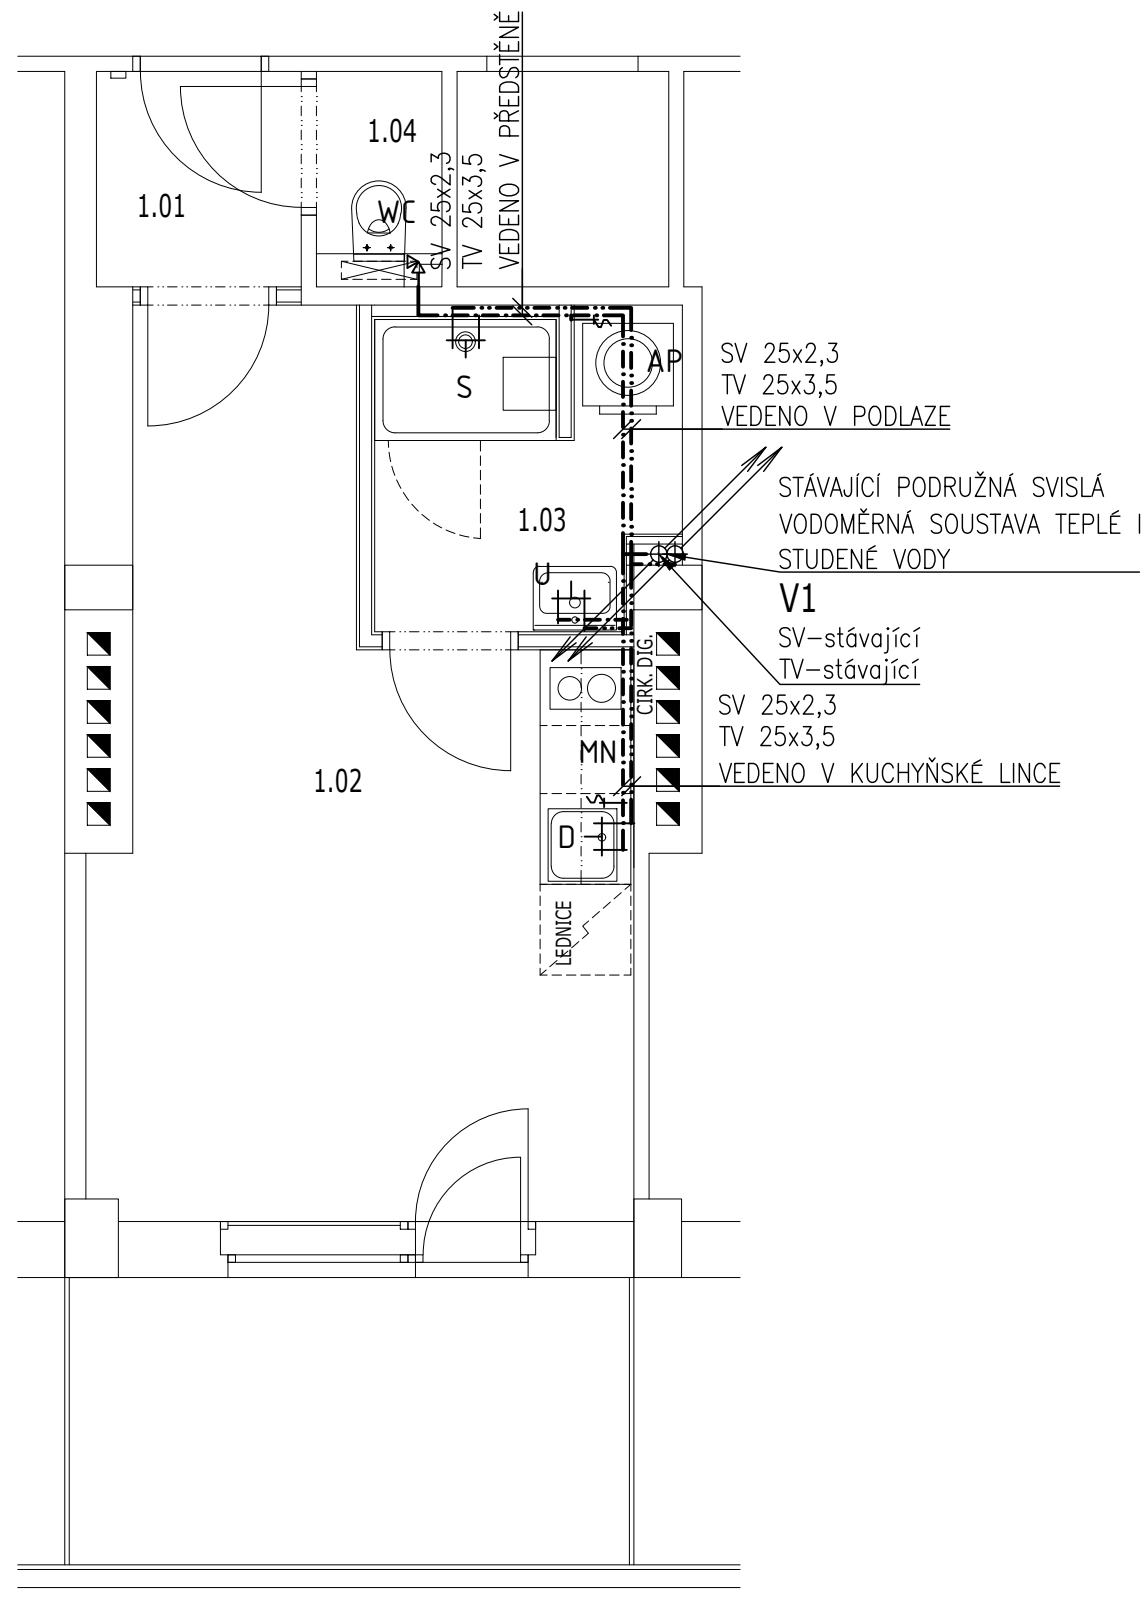 VEDENO V PŘEDSTĚNĚ
SV 25x2,3
TV 25x3,5
1.04
1.01
WC
AP
S
SV 25x2,3
TV 25x3,5
VEDENO V PODLAZE
STÁVAJÍCÍ PODRUŽNÁ SVISLÁ
VODOMĚRNÁ SOUSTAVA TEPLÉ I
STUDENÉ VODY
1.03
U
V1
SV-stávající
TV-stávající
CIRK. DIG.
SV 25x2,3
TV 25x3,5
VEDENO V KUCHYŇSKÉ LINCE
MN
1.02
D
LEDNICE